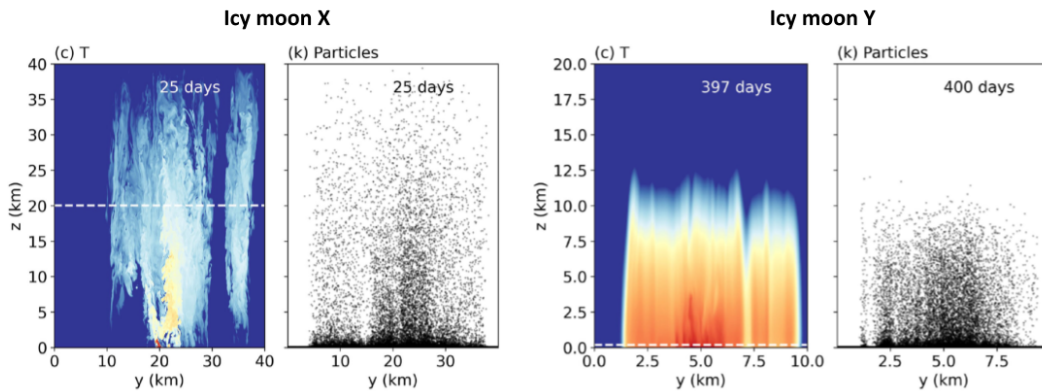 Icy moon X
Icy moon Y
(c) T
(k) Particles
(c) T
(k) Particles
25 days
25 days
397 days
400 days
z (km)
40
35
30
25
20
15
10
5
0
0 10 20 30 40
y (km)
10 20 30
y (km)
z (km)
20.0
17.5
15.0
12.5
10.0
7.5
5.0
2.5
0.0
0.0 2.5 5.0 7.5 10.0
y (km)
2.5 5.0 7.5
y (km)